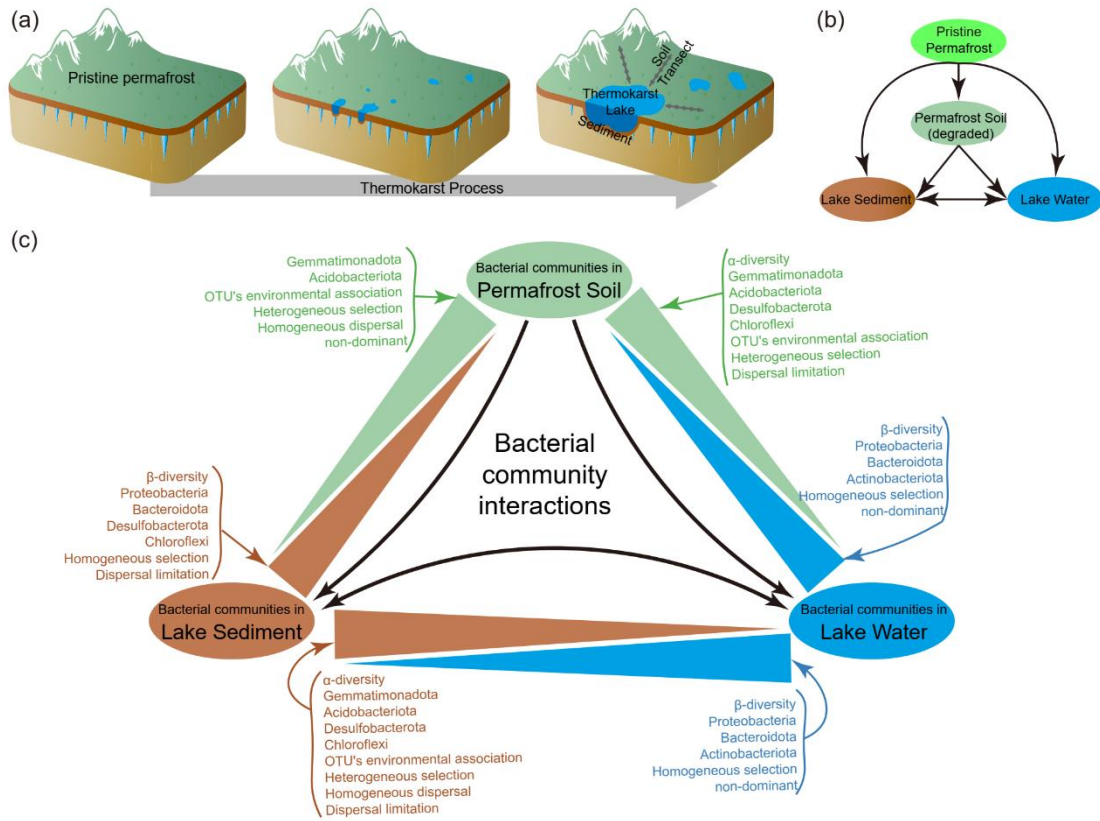 (a)
Pristine permafrost
Soil
Transect
Thermokarst
Lake
Sediment
Thermokarst Process
(b)
Pristine
Permafrost
Permafrost Soil
(degraded)
Lake Sediment
Lake Water
(c)
Gemmatimonadota
Acidobacteriota
OTU's environmental association
Heterogeneous selection
Homogeneous dispersal
non-dominant
Bacterial communities in
Permafrost Soil
α-diversity
Gemmatimonadota
Acidobacteriota
Desulfobacterota
Chloroflexi
OTU's environmental association
Heterogeneous selection
Dispersal limitation
Bacterial
community
interactions
β-diversity
Proteobacteria
Bacteroidota
Actinobacteriota
Homogeneous selection
non-dominant
β-diversity
Proteobacteria
Bacteroidota
Desulfobacterota
Chloroflexi
Homogeneous selection
Dispersal limitation
Bacterial communities in
Lake Sediment
Bacterial communities in
Lake Water
α-diversity
Gemmatimonadota
Acidobacteriota
Desulfobacterota
Chloroflexi
OTU's environmental association
Heterogeneous selection
Homogeneous dispersal
Dispersal limitation
β-diversity
Proteobacteria
Bacteroidota
Actinobacteriota
Homogeneous selection
non-dominant